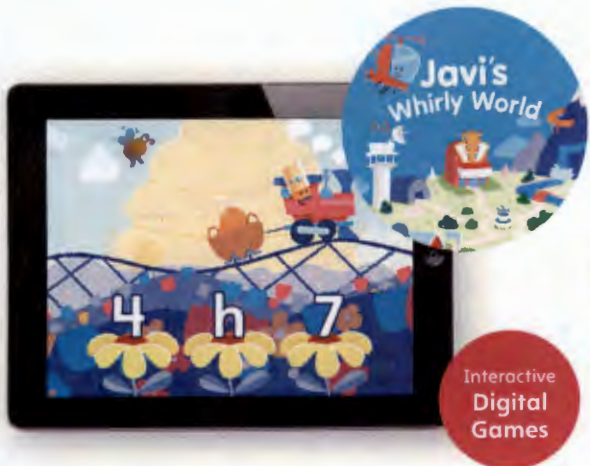 Javi's
Whirly World
4 h 7
Interactive
Digital
Games